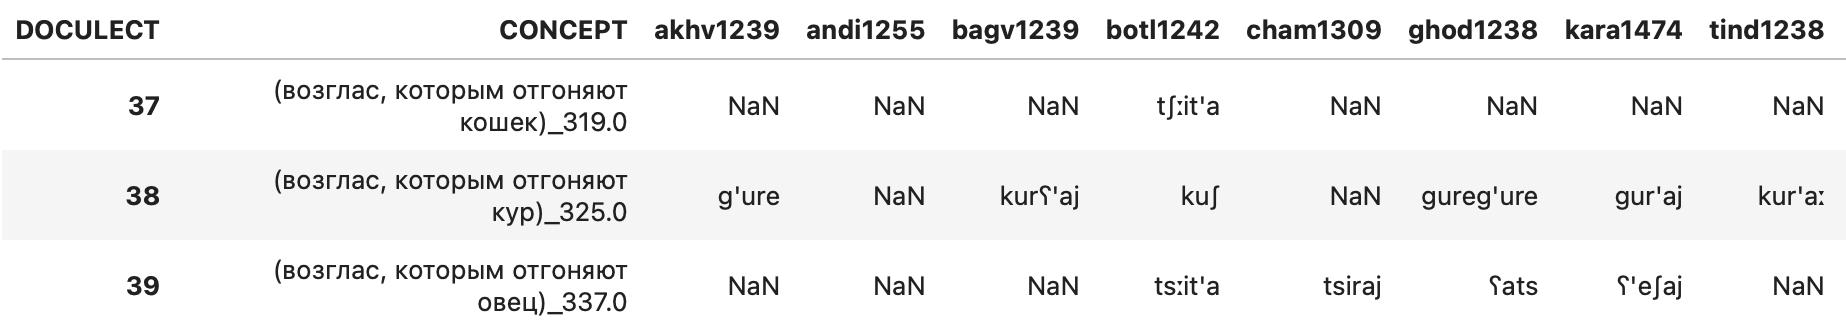 DOCULECT CONCEPT akhv1239 andi1255 bagv1239 botl1242 cham1309 ghod1238 kara1474 tind1238
37 (возглас, которым отгоняют кошек)_319.0 NaN NaN NaN tʃːit'a NaN NaN NaN NaN
38 (возглас, которым отгоняют кур)_325.0 g'ure NaN kurʕ'aj kuʃ NaN gureg'ure gur'aj kur'aː
39 (возглас, которым отгоняют овец)_337.0 NaN NaN NaN tsːit'a tsiraj ʕats ʕ'eʃaj NaN